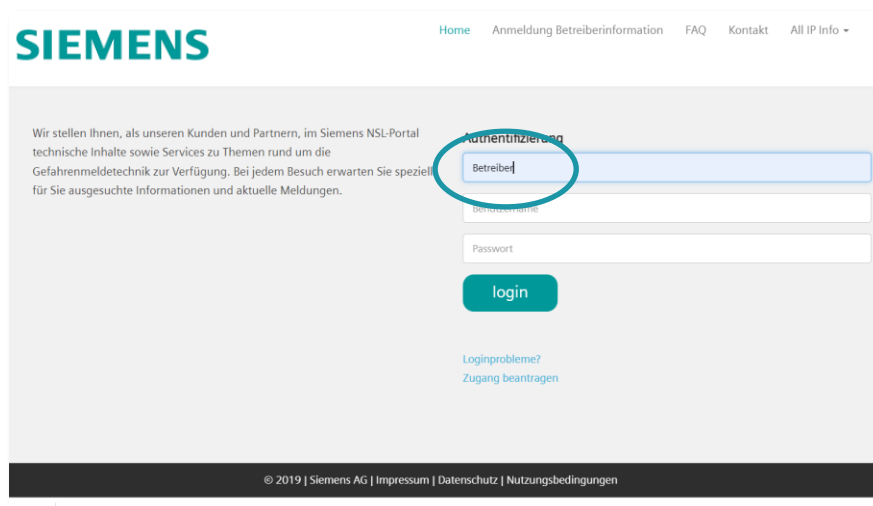 SIEMENS
Home Anmeldung Betreiberinformation FAQ Kontakt All IP Info
Wir stellen Ihnen, als unseren Kunden und Partnern, im Siemens NSL-Portal
technische Inhalte sowie Services zu Themen rund um die
Gefahrenmeldetechnik zur Verfügung. Bei jedem Besuch erwarten Sie speziell
für Sie ausgesuchte Informationen und aktuelle Meldungen.
Authentifizierung
Betreiber
Benutzername
Passwort
login
Loginprobleme?
Zugang beantragen
© 2019 | Siemens AG | Impressum | Datenschutz | Nutzungsbedingungen